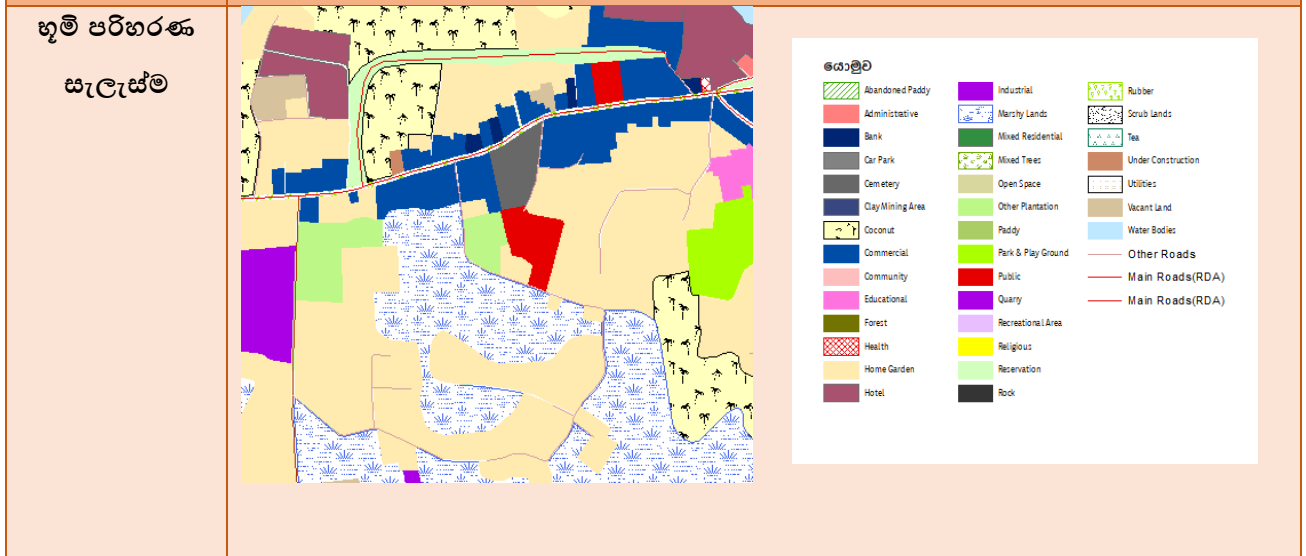 භූමි පරිහරණ
සැලැස්ම
යොමුව
Abandoned Paddy
Administrative
Bank
Car Park
Cemetery
Clay Mining Area
Coconut
Commercial
Community
Educational
Forest
Health
Home Garden
Hotel
Industrial
Marshy Lands
Mixed Residential
Mixed Trees
Open Space
Other Plantation
Paddy
Park & Play Ground
Public
Quarry
Recreational Area
Religious
Reservation
Rock
Rubber
Scrub Lands
Tea
Under Construction
Utilities
Vacant Land
Water Bodies
Other Roads
Main Roads(RDA)
Main Roads(RDA)